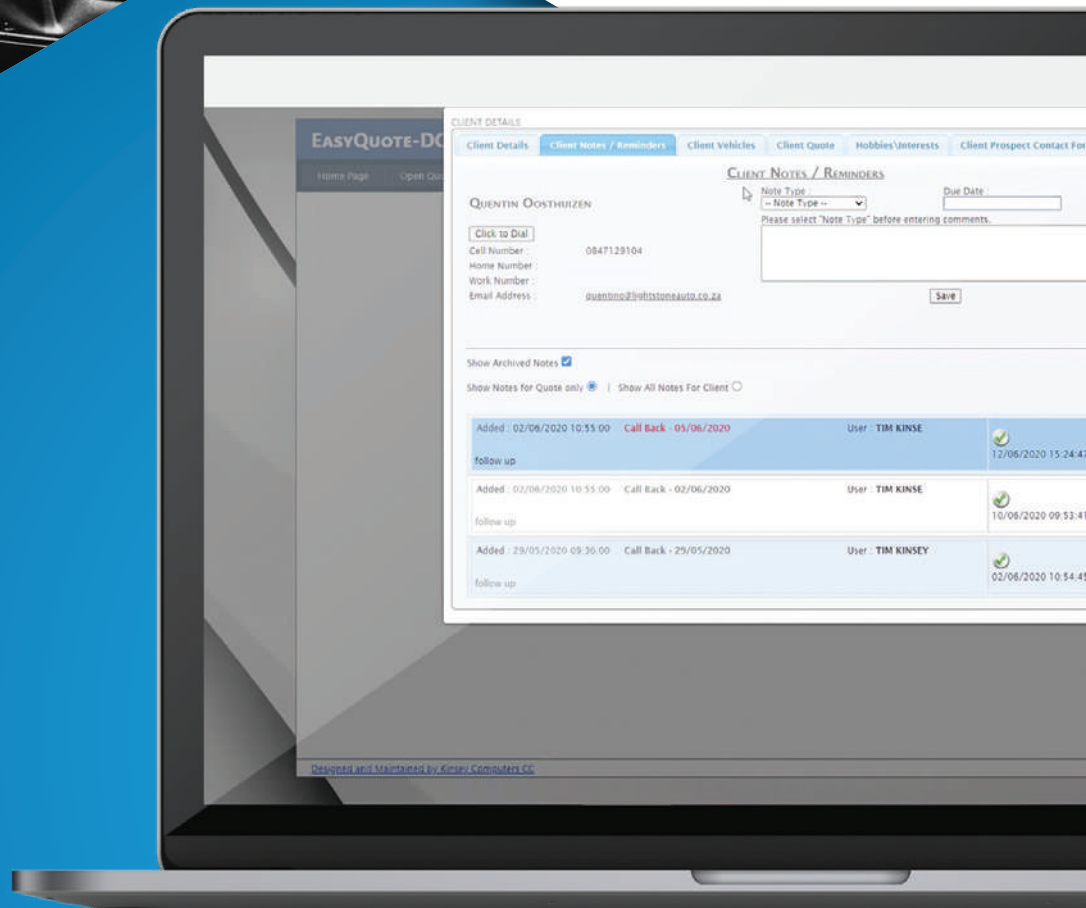 CLIENT DETAILS
EASYQUOTE-DO
Client Details Client Notes / Reminders Client Vehicles Client Quote Hobbies\Interests Client Prospect Contact For
Home Page Open Quo
CLIENT NOTES / REMINDERS
Note Type : Due Date :
-- Note Type --
QUENTIN OOSTHUIZEN
Please select "Note Type" before entering comments.
Click to Dial
Cell Number : 0847129104
Home Number :
Work Number :
Email Address : quentino@lightstoneauto.co.za
Save
Show Archived Notes
Show Notes for Quote only | Show All Notes For Client
Added : 02/06/2020 10:55:00 Call Back - 05/06/2020 User : TIM KINSE
12/06/2020 15:24:47
follow up
Added : 02/06/2020 10:55:00 Call Back - 02/06/2020 User : TIM KINSE
10/06/2020 09:53:41
follow up
Added : 29/05/2020 09:36:00 Call Back - 29/05/2020 User : TIM KINSEY
02/06/2020 10:54:45
follow up
Designed and Maintained by Kinsey Computers CC